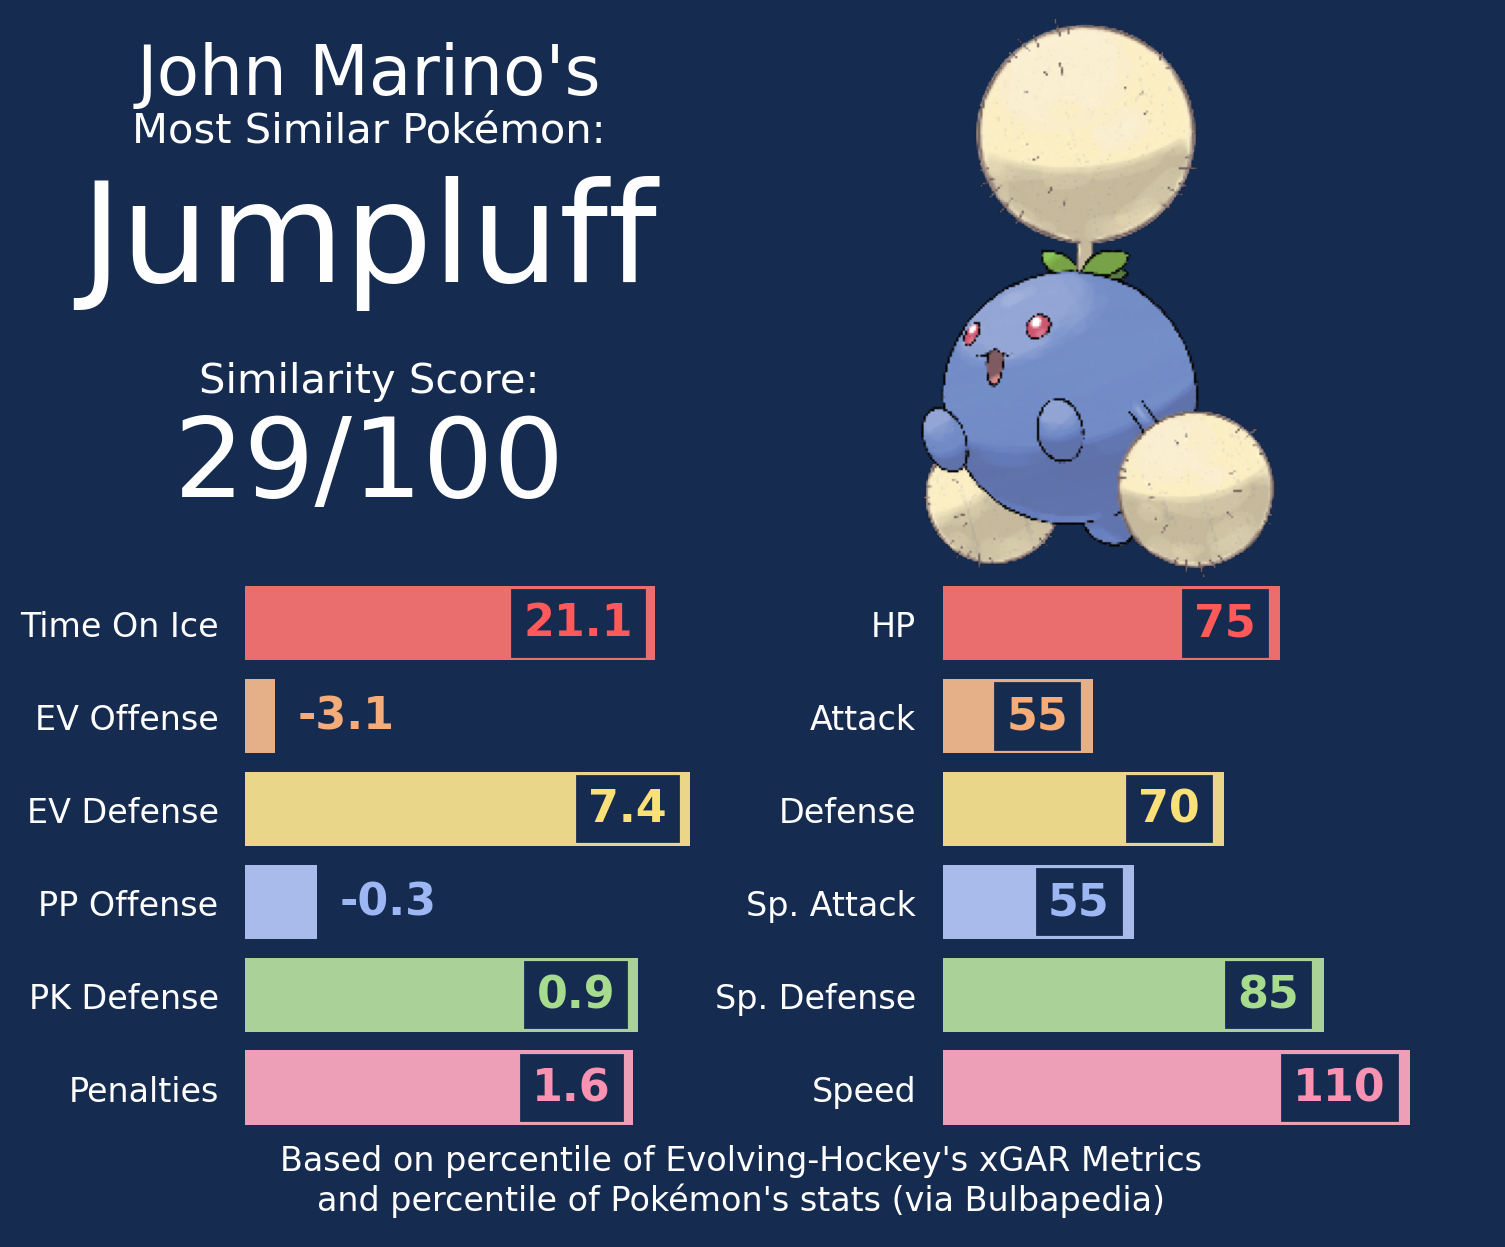 John Marino's
Most Similar Pokémon:
Jumpluff
Similarity Score:
29/100
Time On Ice 21.1
EV Offense -3.1
EV Defense 7.4
PP Offense -0.3
PK Defense 0.9
Penalties 1.6
HP 75
Attack 55
Defense 70
Sp. Attack 55
Sp. Defense 85
Speed 110
Based on percentile of Evolving-Hockey's xGAR Metrics
and percentile of Pokémon's stats (via Bulbapedia)